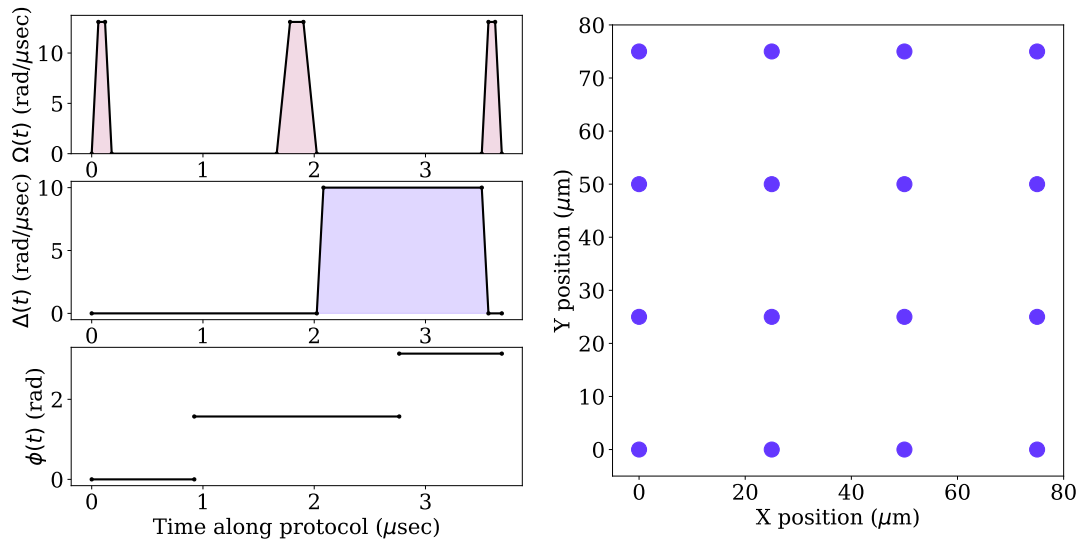 Ω(t) (rad/μsec)
10
5
0
0 1 2 3
Δ(t) (rad/μsec)
10
5
0
0 1 2 3
ϕ(t) (rad)
2
0
0 1 2 3
Time along protocol (μsec)
Y position (μm)
80
70
60
50
40
30
20
10
0
0 20 40 60 80
X position (μm)